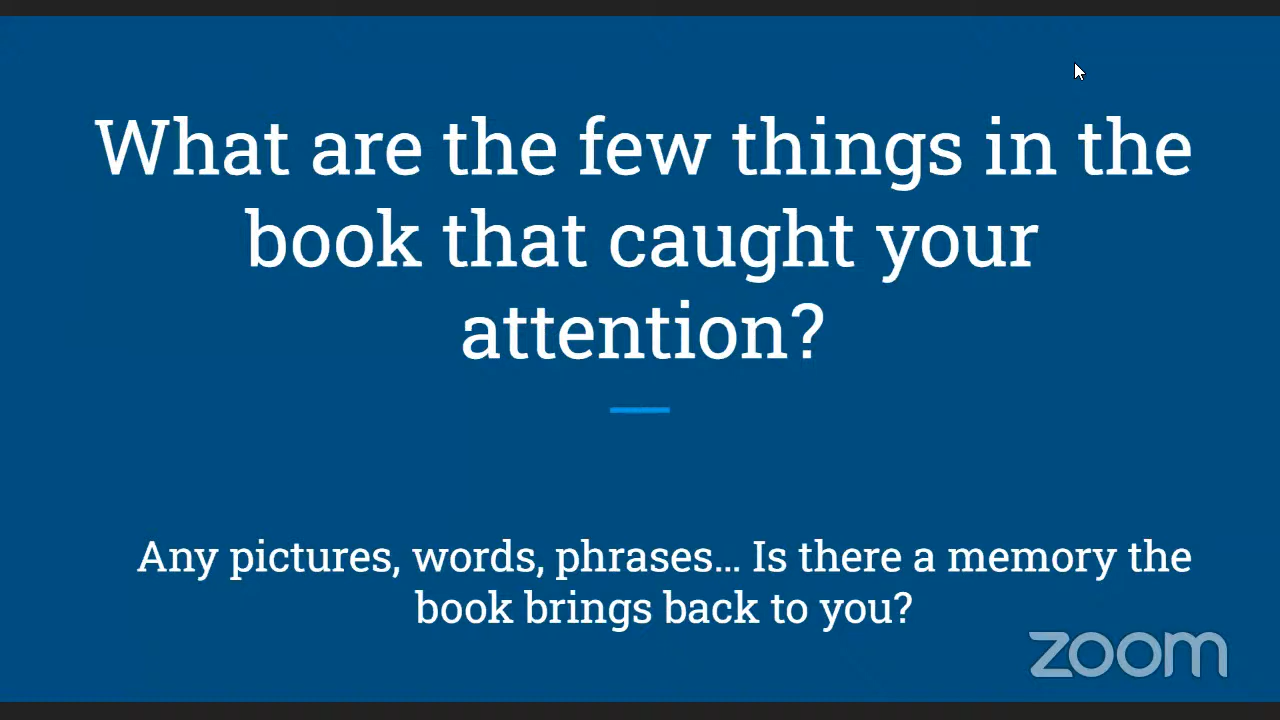 What are the few things in the
book that caught your
attention?
Any pictures, words, phrases... Is there a memory the
book brings back to you?
zoom